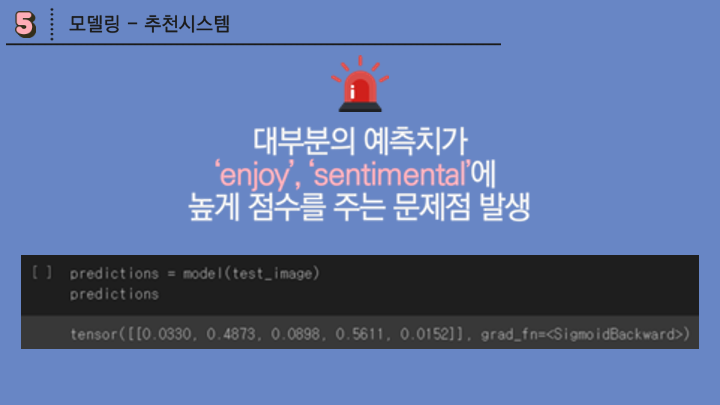 5 모델링 - 추천시스템
대부분의 예측치가
‘enjoy’, ‘sentimental’에
높게 점수를 주는 문제점 발생
[ ] predictions = model(test_image)
predictions
tensor([[0.0330, 0.4873, 0.0898, 0.5611, 0.0152]], grad_fn=<SigmoidBackward>)